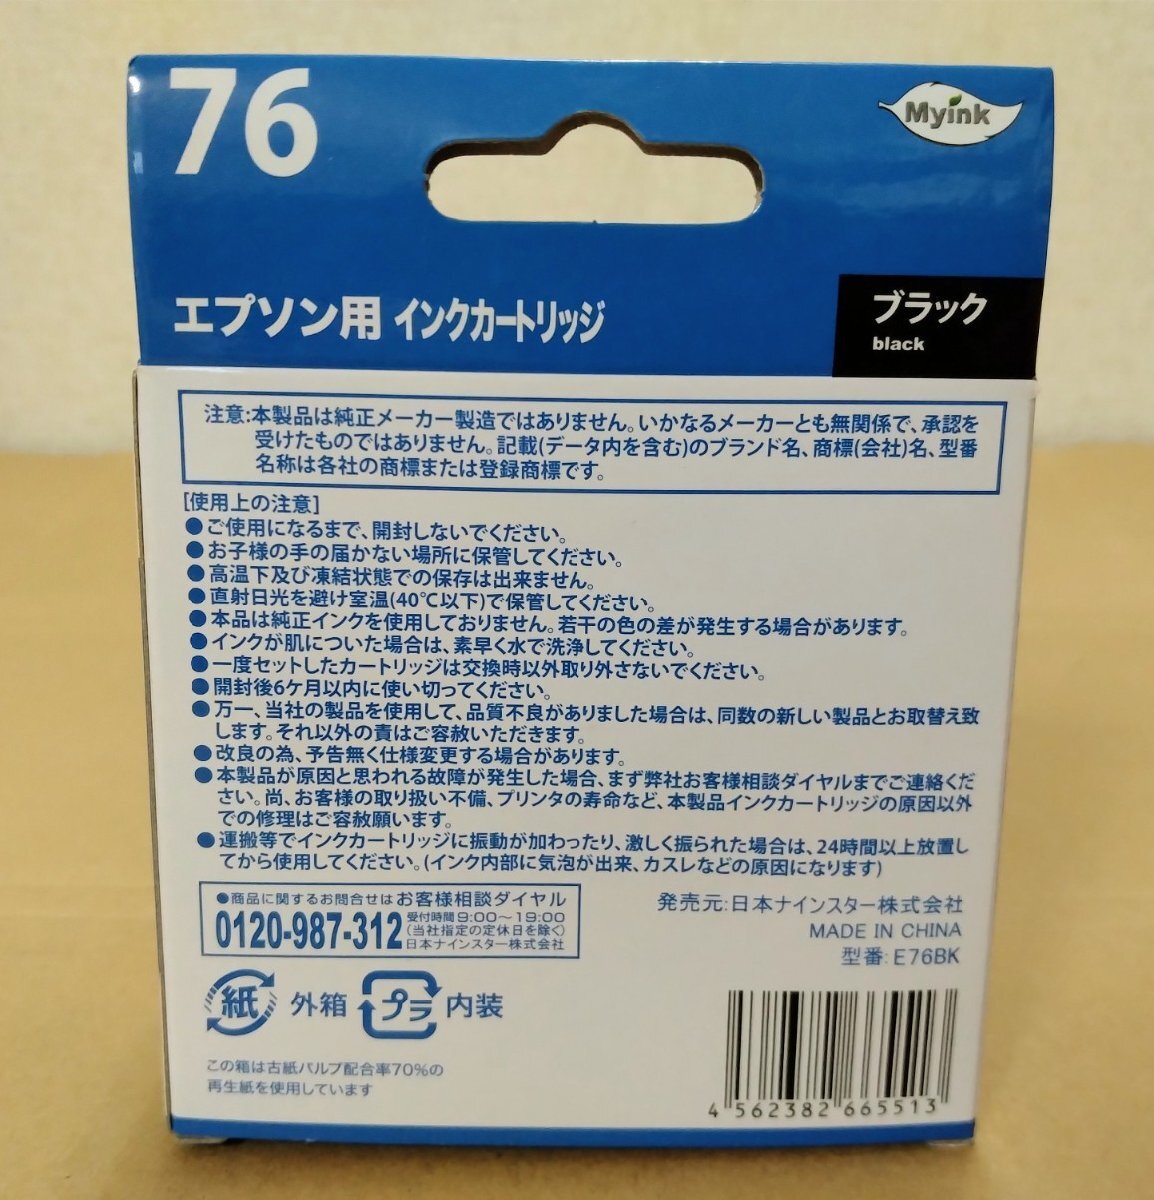 76
Myink
エプソン用 インクカートリッジ
ブラック
black
注意:本製品は純正メーカー製造ではありません。いかなるメーカーとも無関係で、承認を
受けたものではありません。記載(データ内を含む)のブランド名、商標(会社)名、型番
名称は各社の商標または登録商標です。
[使用上の注意]
●ご使用になるまで、開封しないでください。
●お子様の手の届かない場所に保管してください。
●高温下及び凍結状態での保存は出来ません。
●直射日光を避け室温(40℃以下)で保管してください。
●本品は純正インクを使用しておりません。若干の色の差が発生する場合があります。
●インクが肌についた場合は、素早く水で洗浄してください。
●一度セットしたカートリッジは交換時以外取り外さないでください。
●開封後6ケ月以内に使い切ってください。
●万一、当社の製品を使用して、品質不良がありました場合は、同数の新しい製品とお取替え致
します。それ以外の責はご容赦いただきます。
●改良の為、予告無く仕様変更する場合があります。
●本製品が原因と思われる故障が発生した場合、まず弊社お客様相談ダイヤルまでご連絡くだ
さい。尚、お客様の取り扱い不備、プリンタの寿命など、本製品インクカートリッジの原因以外
での修理はご容赦願います。
●運搬等でインクカートリッジに振動が加わったり、激しく振られた場合は、24時間以上放置し
てから使用してください。(インク内部に気泡が出来、カスレなどの原因になります)
●商品に関するお問合せは お客様相談ダイヤル
0120-987-312 受付時間 9:00～19:00
(当社指定の定休日を除く)
日本ナインスター株式会社
発売元:日本ナインスター株式会社
MADE IN CHINA
型番: E76BK
紙 外箱 プラ 内装
この箱は古紙パルプ配合率70%の
再生紙を使用しています
4 562382 665513